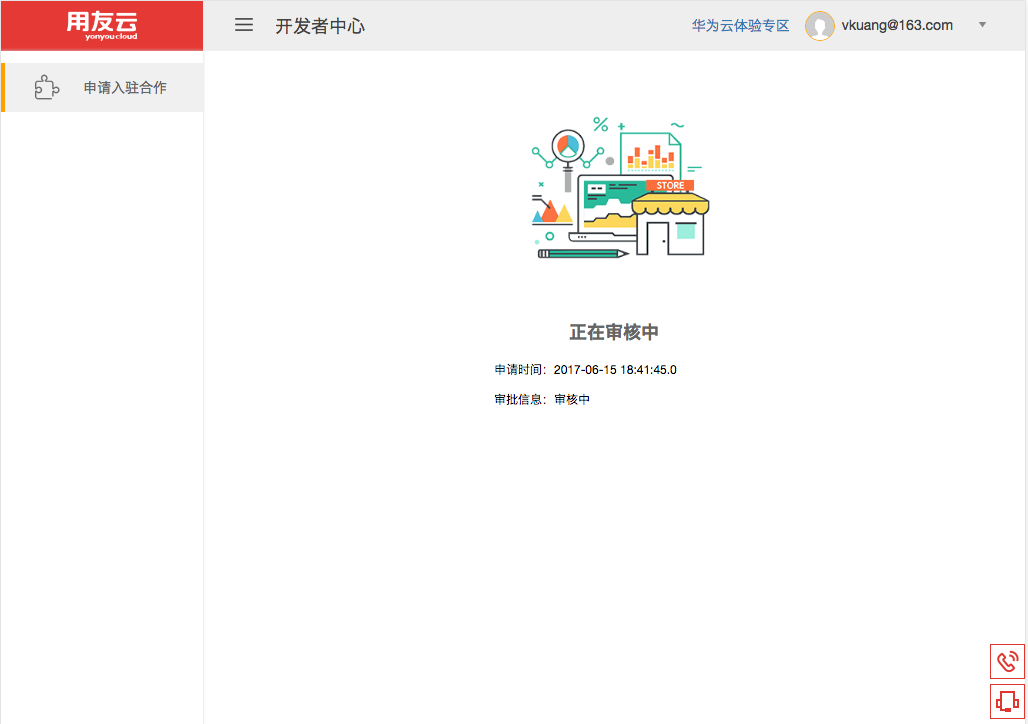 用友云
yonyoucloud
开发者中心
华为云体验专区
vkuang@163.com
申请入驻合作
STORE
正在审核中
申请时间：2017-06-15 18:41:45.0
审批信息：审核中